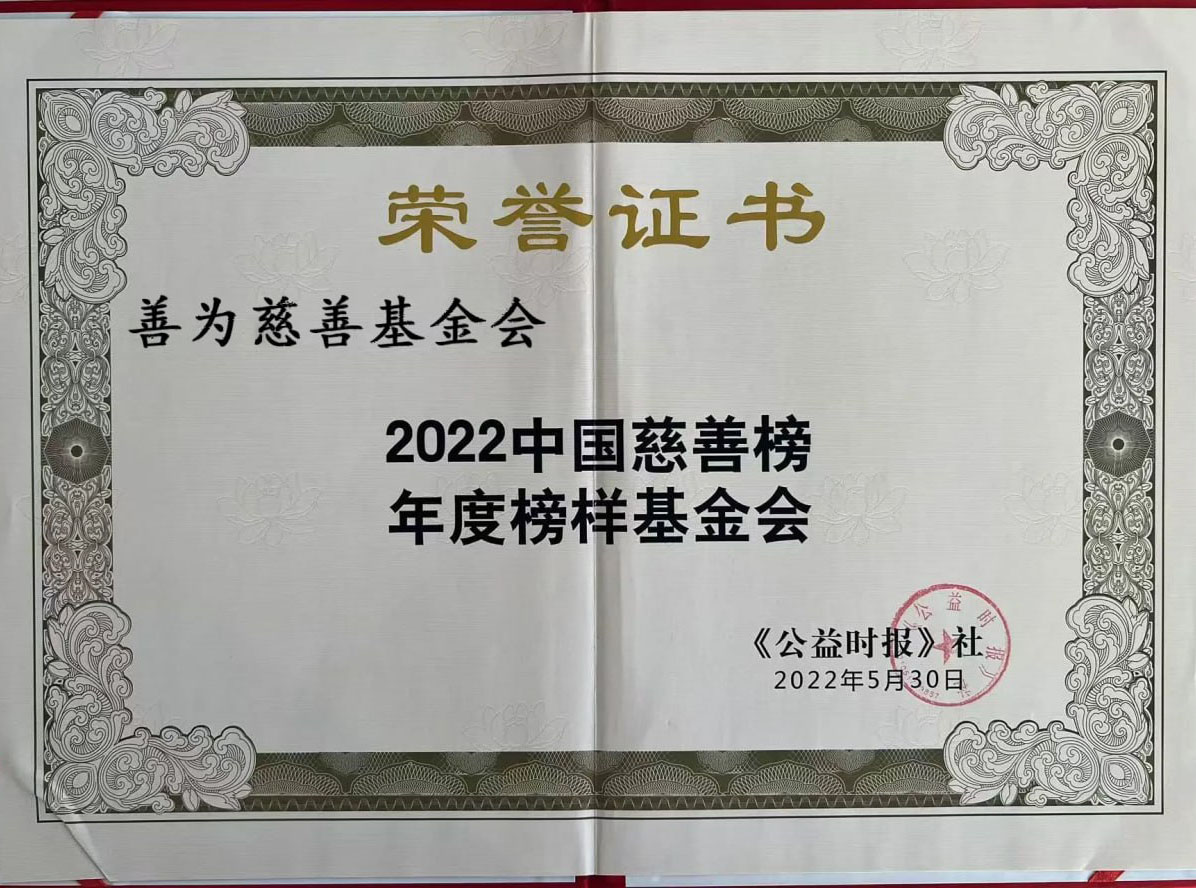 荣誉证书
善为慈善基金会
2022中国慈善榜
年度榜样基金会
《公益时报》社
2022年5月30日